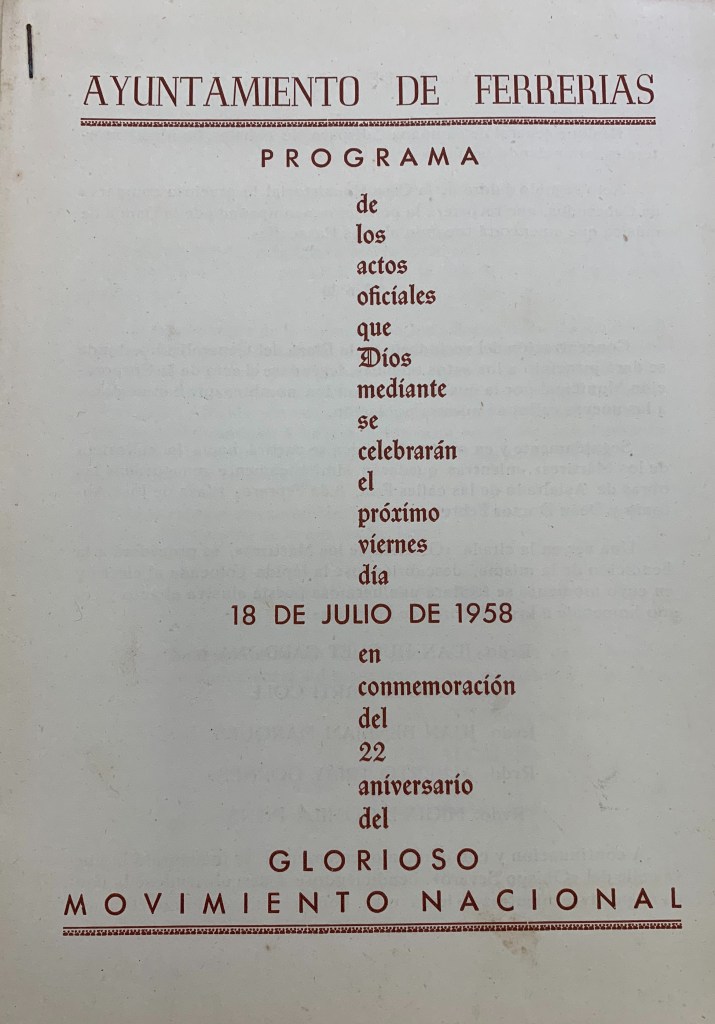 AYUNTAMIENTO DE FERRERIAS
PROGRAMA
de
los
actos
oficiales
que
Dios
mediante
se
celebrarán
el
próximo
viernes
día
18 DE JULIO DE 1958
en
conmemoración
del
22
aniversario
del
GLORIOSO
MOVIMIENTO NACIONAL